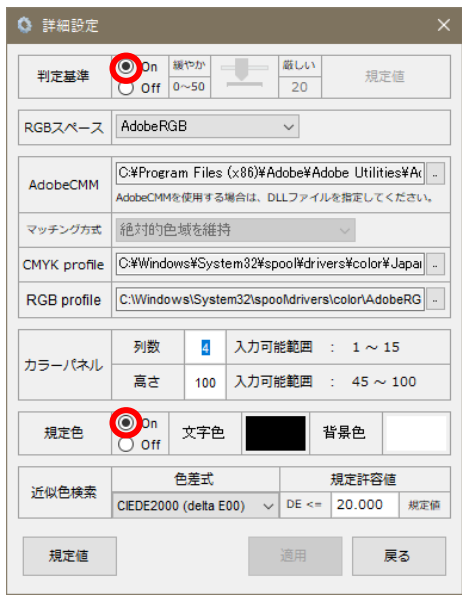 詳細設定
判定基準
On
Off
緩やか
0～50
厳しい
20
規定値
RGBスペース
AdobeRGB
AdobeCMM
C:¥Program Files (x86)¥Adobe¥Adobe Utilities¥Ac
..
AdobeCMMを使用する場合は、DLLファイルを指定してください。
マッチング方式
絶対的色域を維持
CMYK profile
C:¥Windows¥System32¥spool¥drivers¥color¥Japai
..
RGB profile
C:\Windows\System32\spool\drivers\color\AdobeRG
..
カラーパネル
列数
4
入力可能範囲 : 1 ～ 15
高さ
100
入力可能範囲 : 45 ～ 100
規定色
On
Off
文字色
背景色
近似色検索
色差式
CIEDE2000 (delta E00)
規定許容値
DE <=
20.000
規定値
規定値
適用
戻る